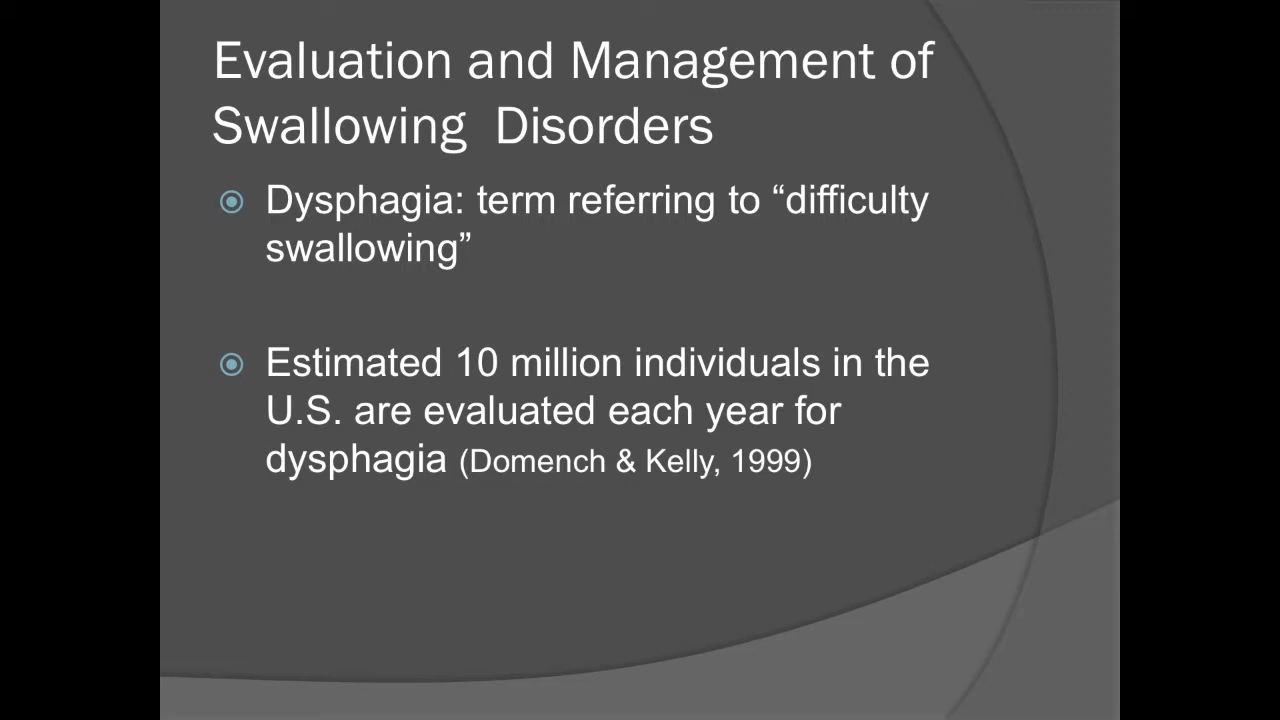 Evaluation and Management of
Swallowing  Disorders
Dysphagia: term referring to “difficulty
swallowing”
Estimated 10 million individuals in the
U.S. are evaluated each year for
dysphagia (Domench & Kelly, 1999)